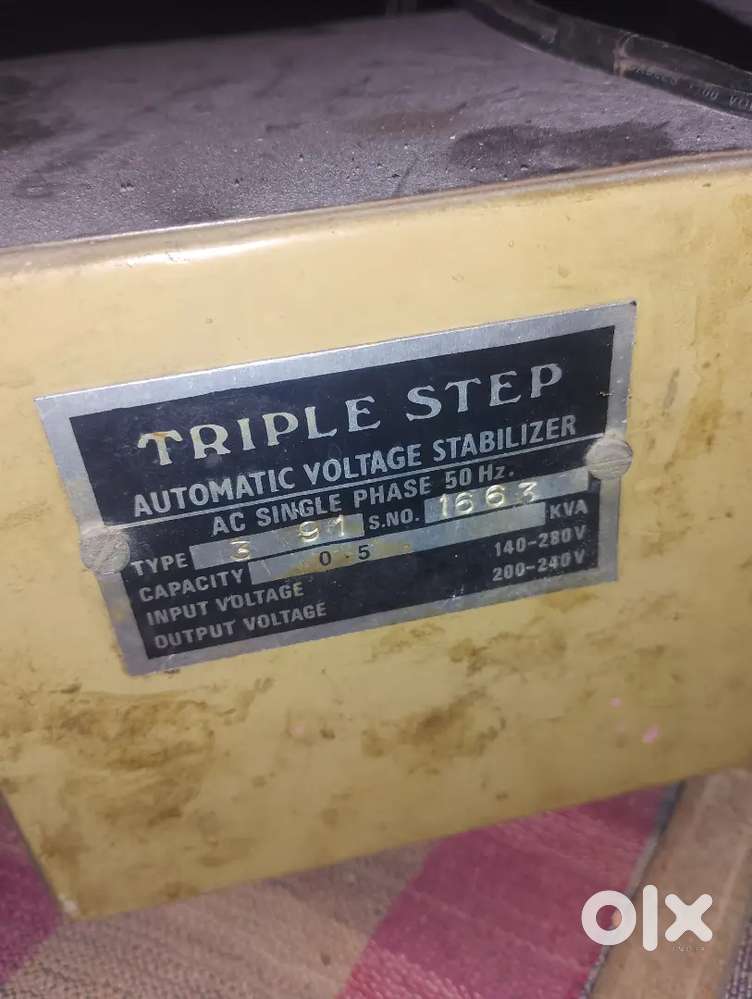 TRIPLE STEP
AUTOMATIC VOLTAGE STABILIZER
AC SINGLE PHASE 50 Hz.
TYPE 3 91 S.NO. 1663
CAPACITY 0.5 KVA
INPUT VOLTAGE 140-280V
OUTPUT VOLTAGE 200-240V
olx